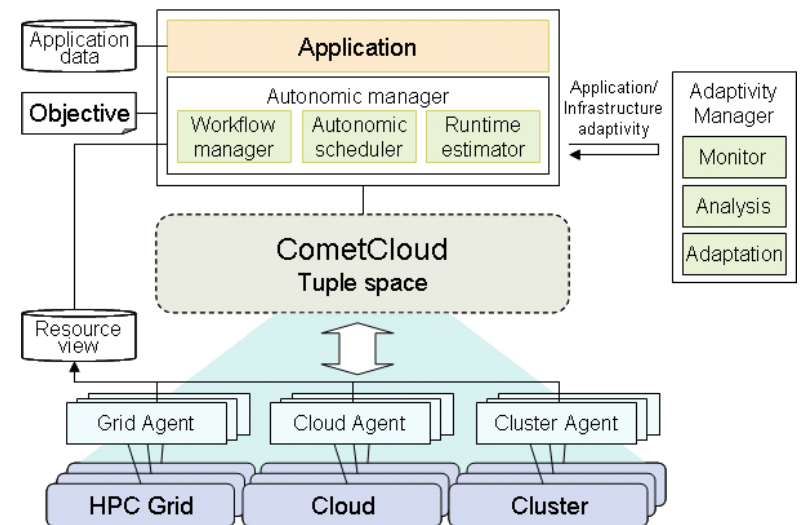 Application
data
Application
Objective
Autonomic manager
Workflow
manager
Autonomic
scheduler
Runtime
estimator
Application/
Infrastructure
adaptivity
Adaptivity
Manager
Monitor
Analysis
Adaptation
CometCloud
Tuple space
Resource
view
Grid Agent
Cloud Agent
Cluster Agent
HPC Grid
Cloud
Cluster